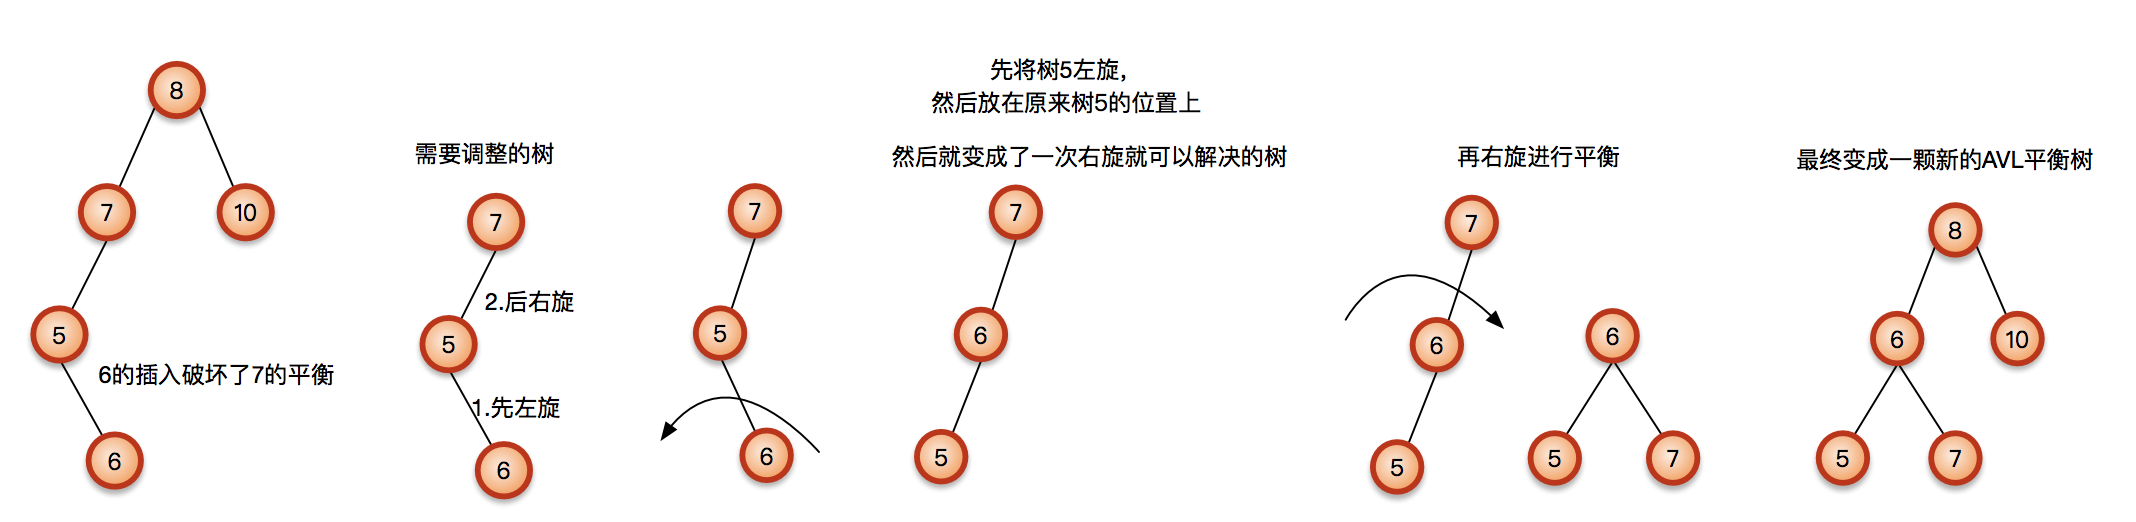 8
7
10
5
6的插入破坏了7的平衡
6
需要调整的树
7
2.后右旋
5
1.先左旋
6
7
5
6
先将树5左旋，
然后放在原来树5的位置上
然后就变成了一次右旋就可以解决的树
7
6
5
再右旋进行平衡
7
6
5
6
5
7
最终变成一颗新的AVL平衡树
8
6
10
5
7